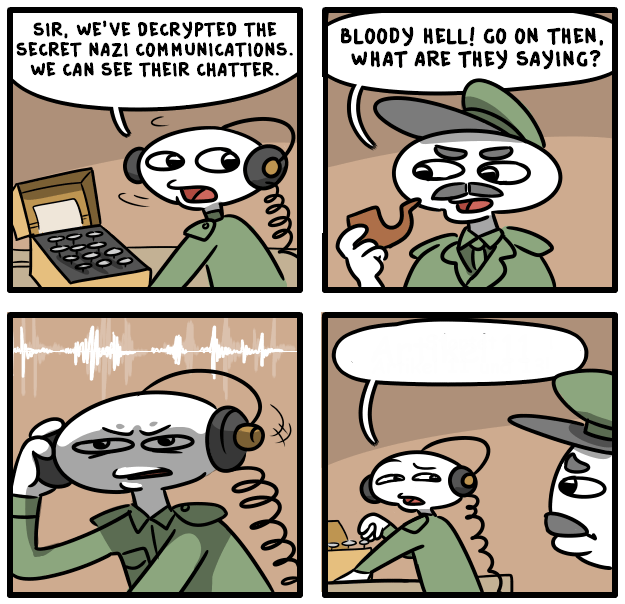 SIR, WE'VE DECRYPTED THE
SECRET NAZI COMMUNICATIONS.
WE CAN SEE THEIR CHATTER.
BLOODY HELL! GO ON THEN,
WHAT ARE THEY SAYING?